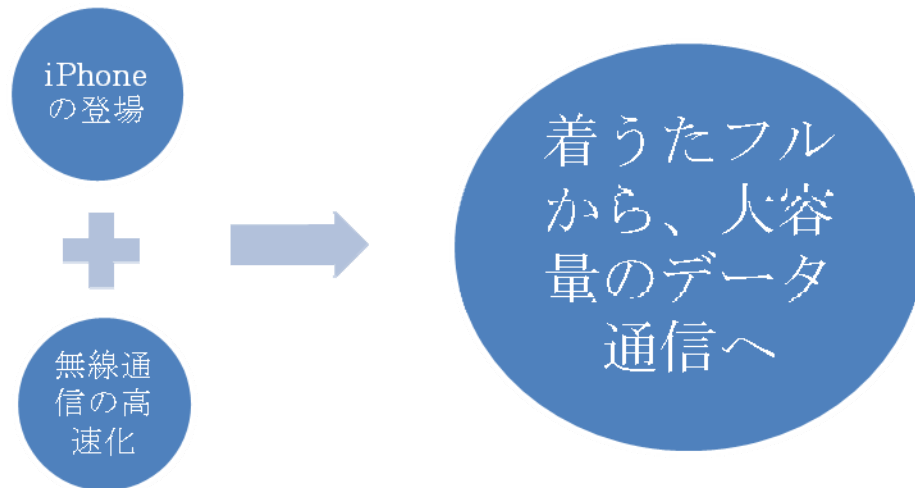 iPhone
の登場
無線通
信の高
速化
着うたフル
から、大容
量のデータ
通信へ